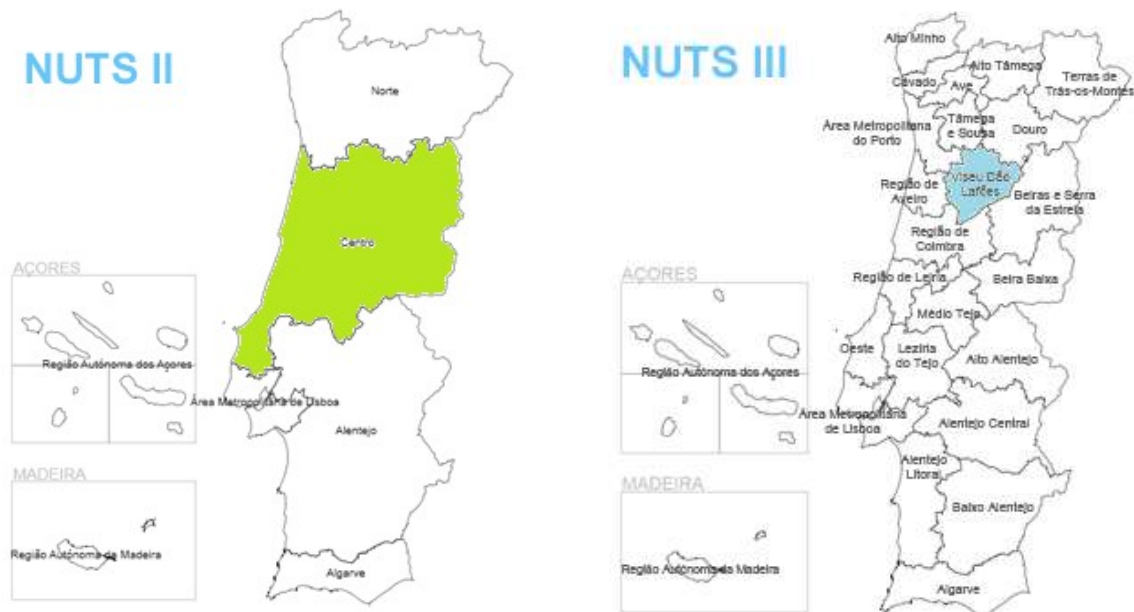 NUTS II
Norte
Centro
AÇORES
Região Autónoma dos Açores
Área Metropolitana de Lisboa
Alentejo
MADEIRA
Região Autónoma da Madeira
Algarve
NUTS III
Alto Minho
Alto Tâmega
Cávado
Ave
Terras de
Trás-os-Montes
Tâmega
e Sousa
Área Metropolitana
do Porto
Douro
Viseu Dão
Lafões
Região de
Aveiro
Beiras e Serra
da Estrela
Região de
Coimbra
AÇORES
Região de Leiria
Beira Baixa
Médio Tejo
Oeste
Lezíria
do Tejo
Alto Alentejo
Região Autónoma dos Açores
Área Metropolitana
de Lisboa
Alentejo Central
Alentejo
Litoral
MADEIRA
Baixo Alentejo
Região Autónoma da Madeira
Algarve